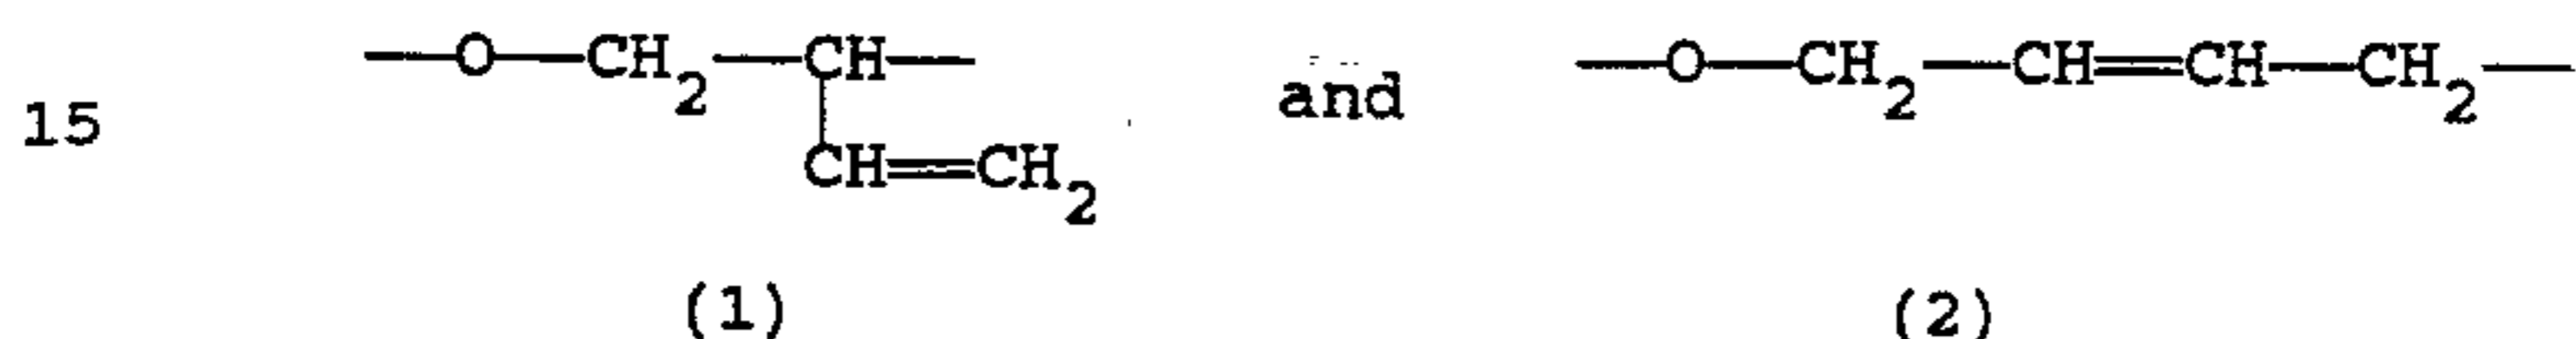 —O—CH₂—CH— and —O—CH₂—CH=CH—CH₂—
15
CH=CH₂
(1) (2)